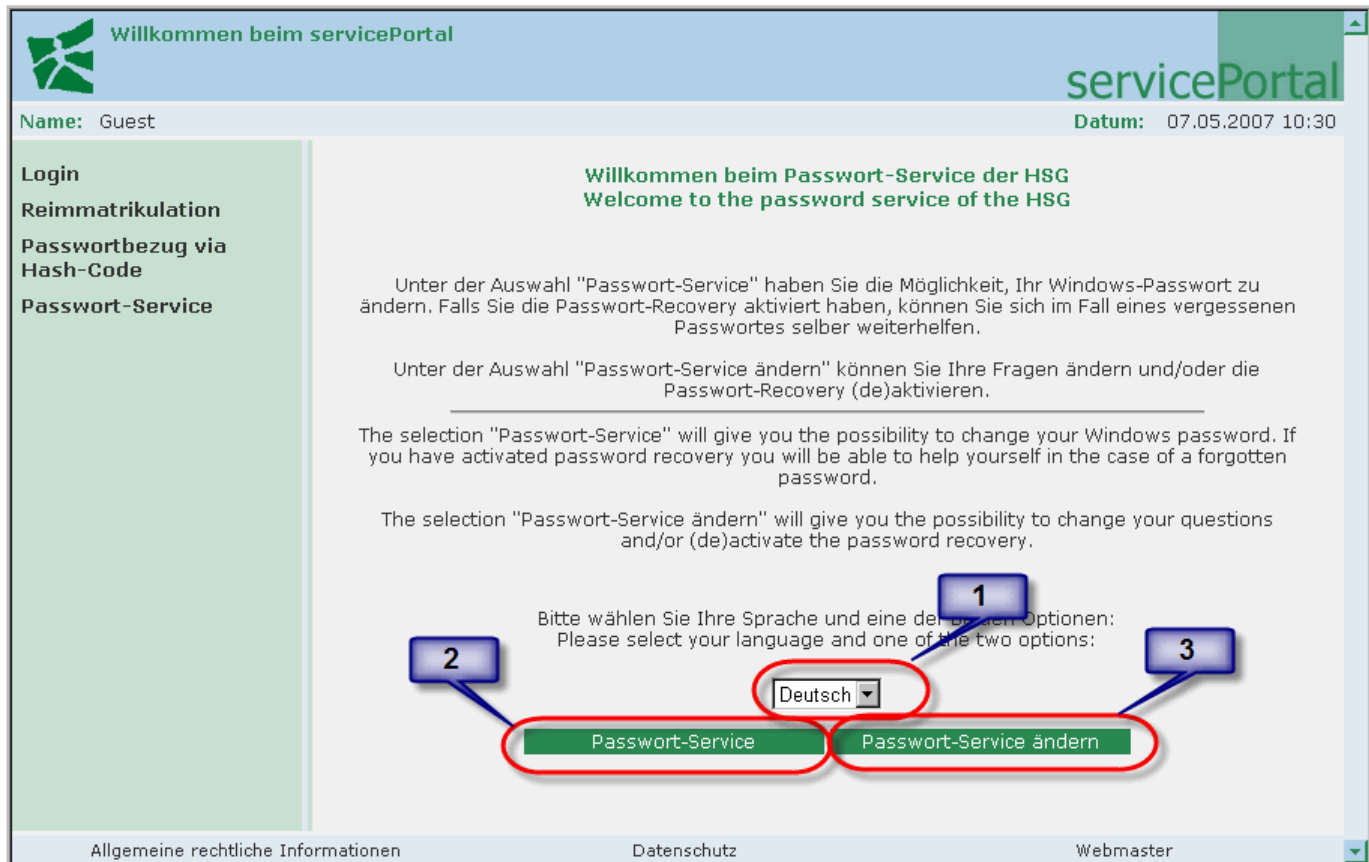 Willkommen beim servicePortal
servicePortal
Name: Guest
Datum: 07.05.2007 10:30
Login
Reimmatrikulation
Passwortbezug via
Hash-Code
Passwort-Service
Willkommen beim Passwort-Service der HSG
Welcome to the password service of the HSG
Unter der Auswahl "Passwort-Service" haben Sie die Möglichkeit, Ihr Windows-Passwort zu
ändern. Falls Sie die Passwort-Recovery aktiviert haben, können Sie sich im Fall eines vergessenen
Passwortes selber weiterhelfen.
Unter der Auswahl "Passwort-Service ändern" können Sie Ihre Fragen ändern und/oder die
Passwort-Recovery (de)aktivieren.
The selection "Passwort-Service" will give you the possibility to change your Windows password. If
you have activated password recovery you will be able to help yourself in the case of a forgotten
password.
The selection "Passwort-Service ändern" will give you the possibility to change your questions
and/or (de)activate the password recovery.
1
Bitte wählen Sie Ihre Sprache und eine der Optionen:
Please select your language and one of the two options:
2
3
Deutsch
Passwort-Service
Passwort-Service ändern
Allgemeine rechtliche Informationen
Datenschutz
Webmaster